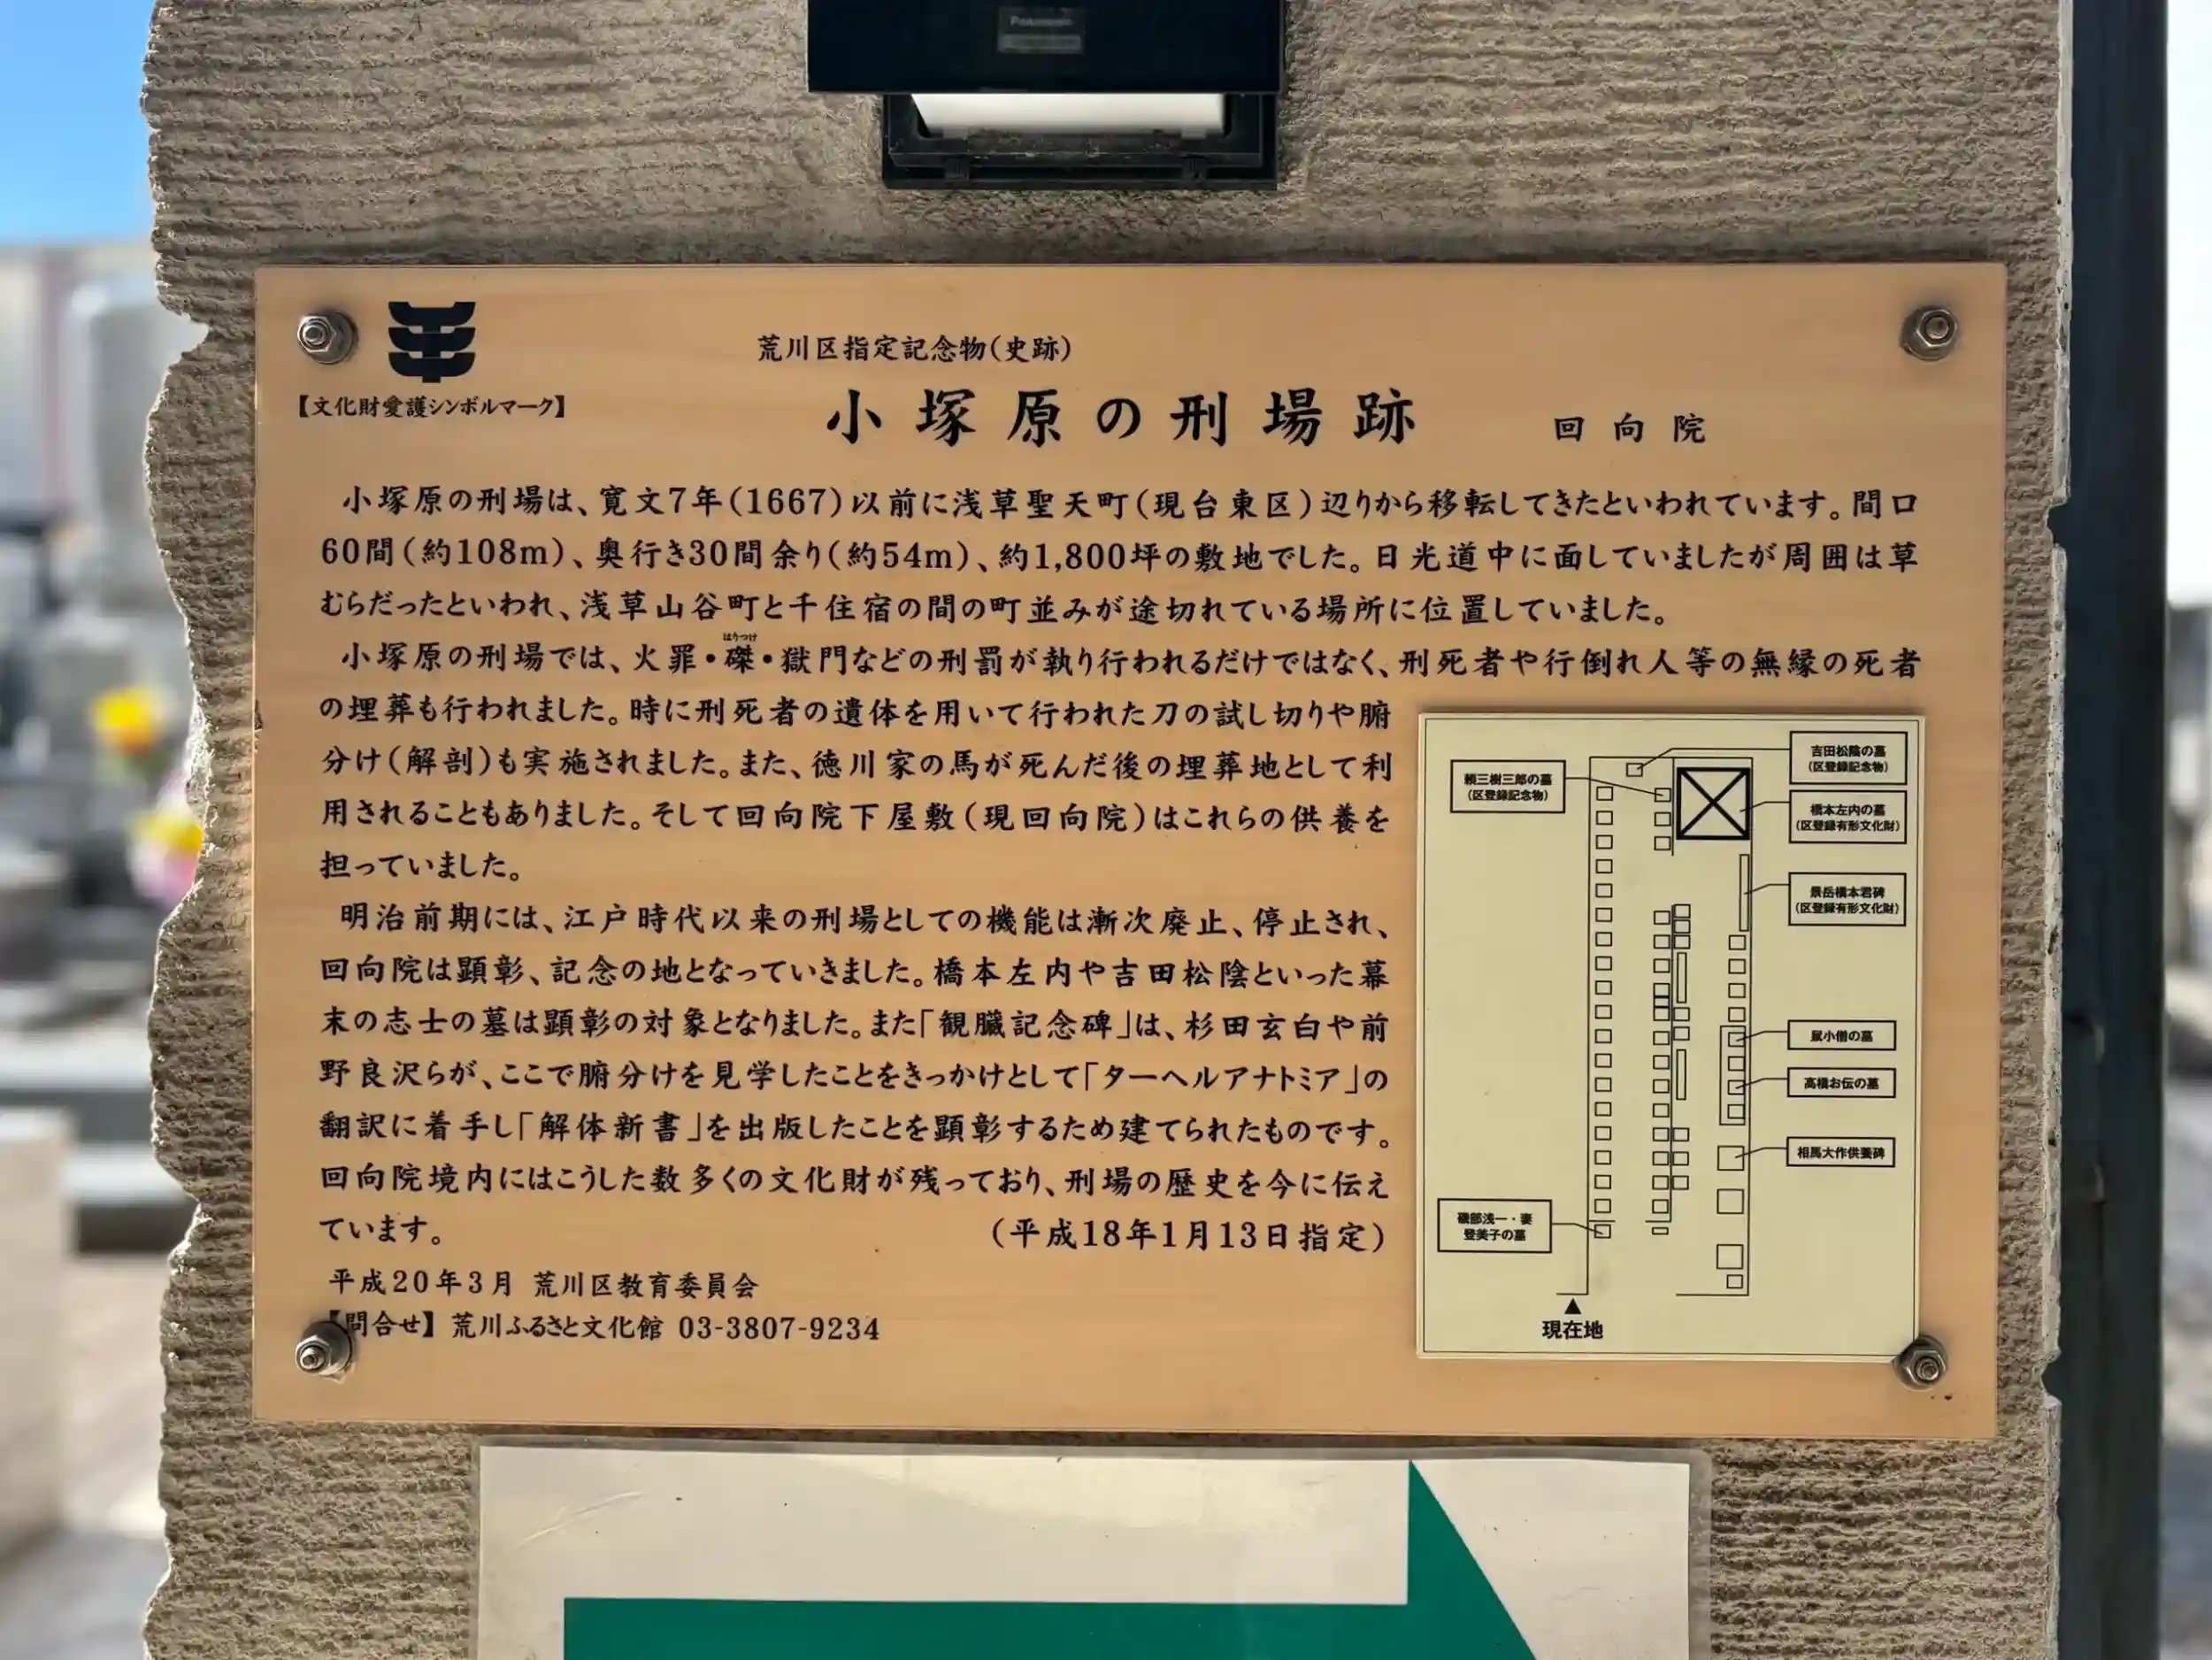 Panasonic
【文化財愛護シンボルマーク】
荒川区指定記念物(史跡)
小塚原の刑場跡 回向院
小塚原の刑場は、寛文7年(1667)以前に浅草聖天町(現台東区)辺りから移転してきたといわれています。間口
60間(約108m)、奥行き30間余り(約54m)、約1,800坪の敷地でした。日光道中に面していましたが周囲は草
むらだったといわれ、浅草山谷町と千住宿の間の町並みが途切れている場所に位置していました。
はりつけ
小塚原の刑場では、火罪・磔・獄門などの刑罰が執り行われるだけではなく、刑死者や行倒れ人等の無縁の死者
の埋葬も行われました。時に刑死者の遺体を用いて行われた刀の試し切りや腑
分け(解剖)も実施されました。また、徳川家の馬が死んだ後の埋葬地として利
用されることもありました。そして回向院下屋敷(現回向院)はこれらの供養を
担っていました。
明治前期には、江戸時代以来の刑場としての機能は漸次廃止、停止され、
回向院は顕彰、記念の地となっていきました。橋本左内や吉田松陰といった幕
末の志士の墓は顕彰の対象となりました。また「観臓記念碑」は、杉田玄白や前
野良沢らが、ここで腑分けを見学したことをきっかけとして「ターヘルアナトミア」の
翻訳に着手し「解体新書」を出版したことを顕彰するため建てられたものです。
回向院境内にはこうした数多くの文化財が残っており、刑場の歴史を今に伝え
ています。 (平成18年1月13日指定)
平成20年3月 荒川区教育委員会
【問合せ】荒川ふるさと文化館 03-3807-9234
吉田松陰の墓
(区登録記念物)
頼三樹三郎の墓
(区登録記念物)
橋本左内の墓
(区登録有形文化財)
景岳橋本君碑
(区登録有形文化財)
鼠小僧の墓
高橋お伝の墓
相馬大作供養碑
磯部浅一・妻
登美子の墓
▲
現在地